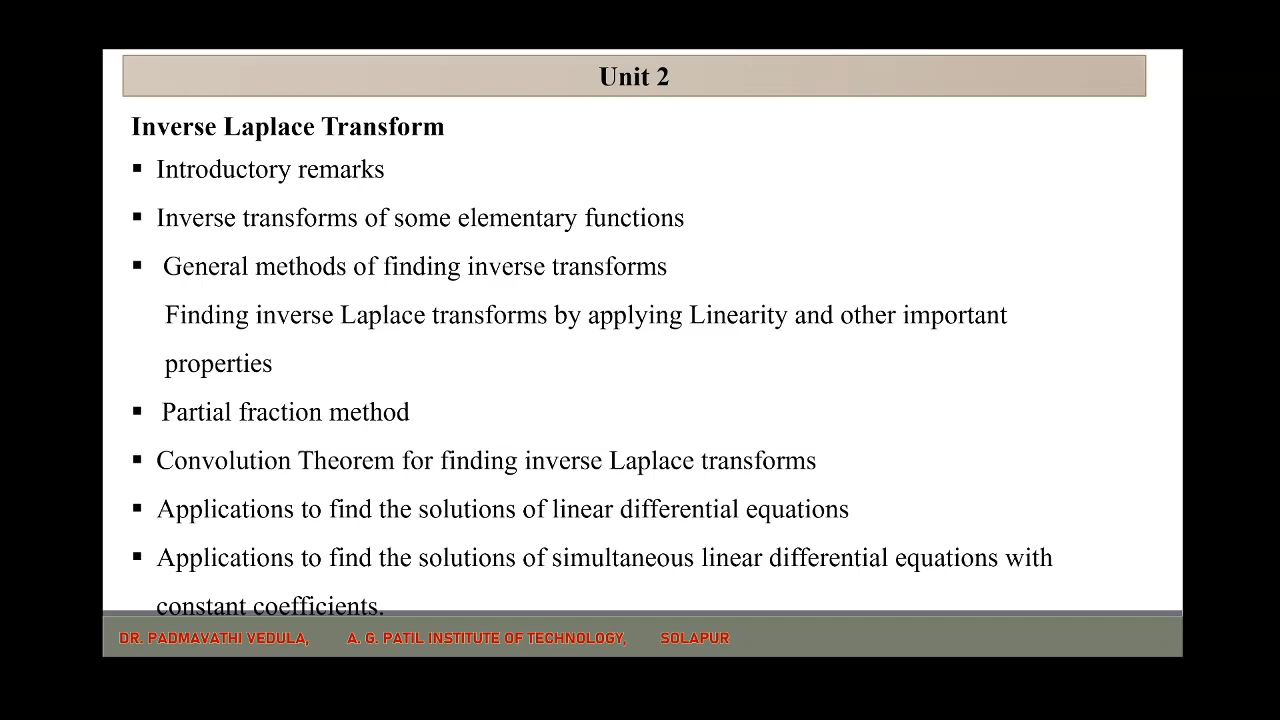 Unit 2
Inverse Laplace Transform
▪ Introductory remarks
▪ Inverse transforms of some elementary functions
▪ General methods of finding inverse transforms
Finding inverse Laplace transforms by applying Linearity and other important
properties
▪ Partial fraction method
▪ Convolution Theorem for finding inverse Laplace transforms
▪ Applications to find the solutions of linear differential equations
▪ Applications to find the solutions of simultaneous linear differential equations with
constant coefficients.
DR. PADMAVATHI VEDULA, A. G. PATIL INSTITUTE OF TECHNOLOGY, SOLAPUR